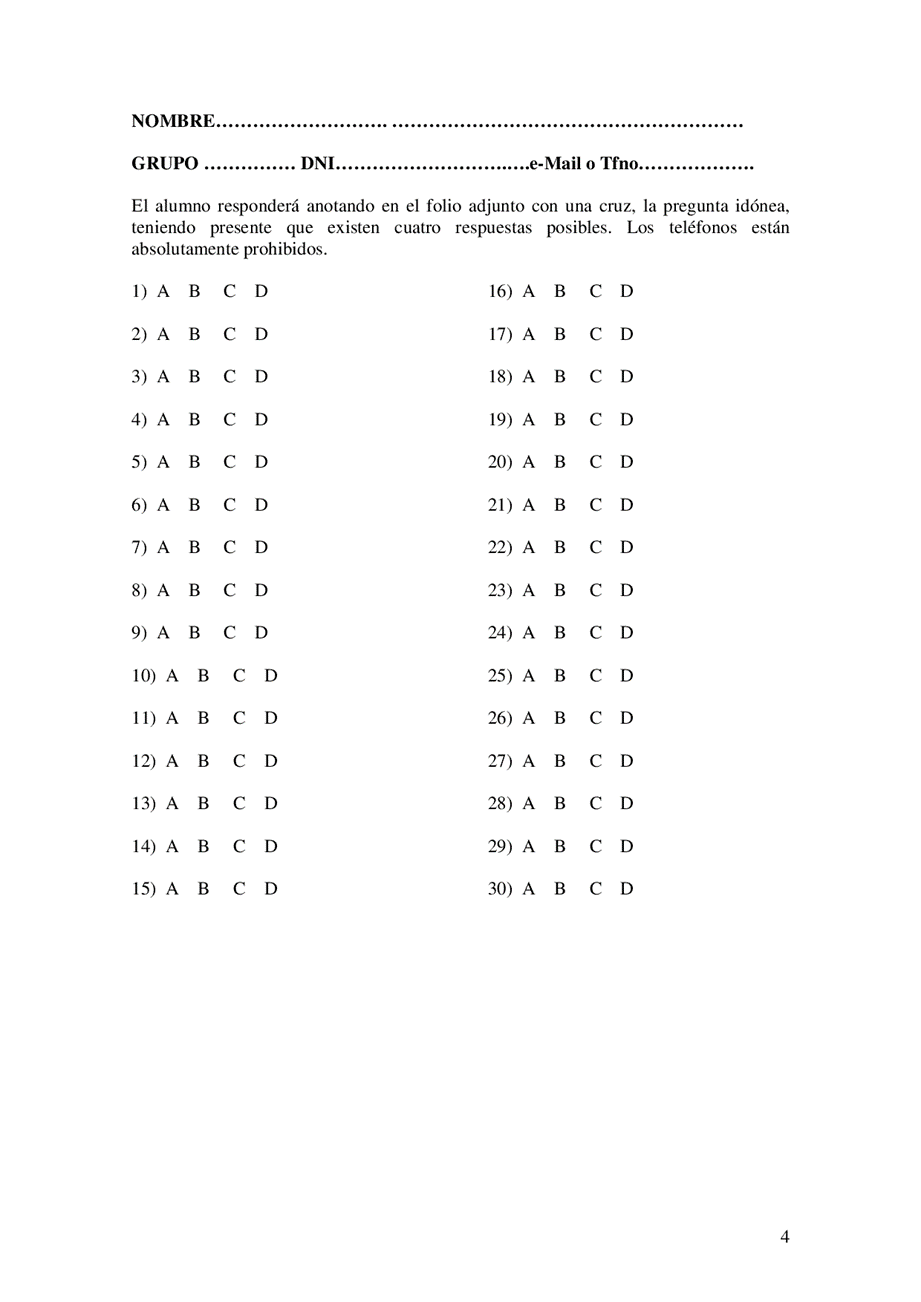 NOMBRE………………………. …………………………………………………
GRUPO …………… DNI………………………..….e-Mail o Tfno……………….
El alumno responderá anotando en el folio adjunto con una cruz, la pregunta idónea,
teniendo presente que existen cuatro respuestas posibles. Los teléfonos están
absolutamente prohibidos.
1) A B C D
2) A B C D
3) A B C D
4) A B C D
5) A B C D
6) A B C D
7) A B C D
8) A B C D
9) A B C D
10) A B C D
11) A B C D
12) A B C D
13) A B C D
14) A B C D
15) A B C D
16) A B C D
17) A B C D
18) A B C D
19) A B C D
20) A B C D
21) A B C D
22) A B C D
23) A B C D
24) A B C D
25) A B C D
26) A B C D
27) A B C D
28) A B C D
29) A B C D
30) A B C D
4